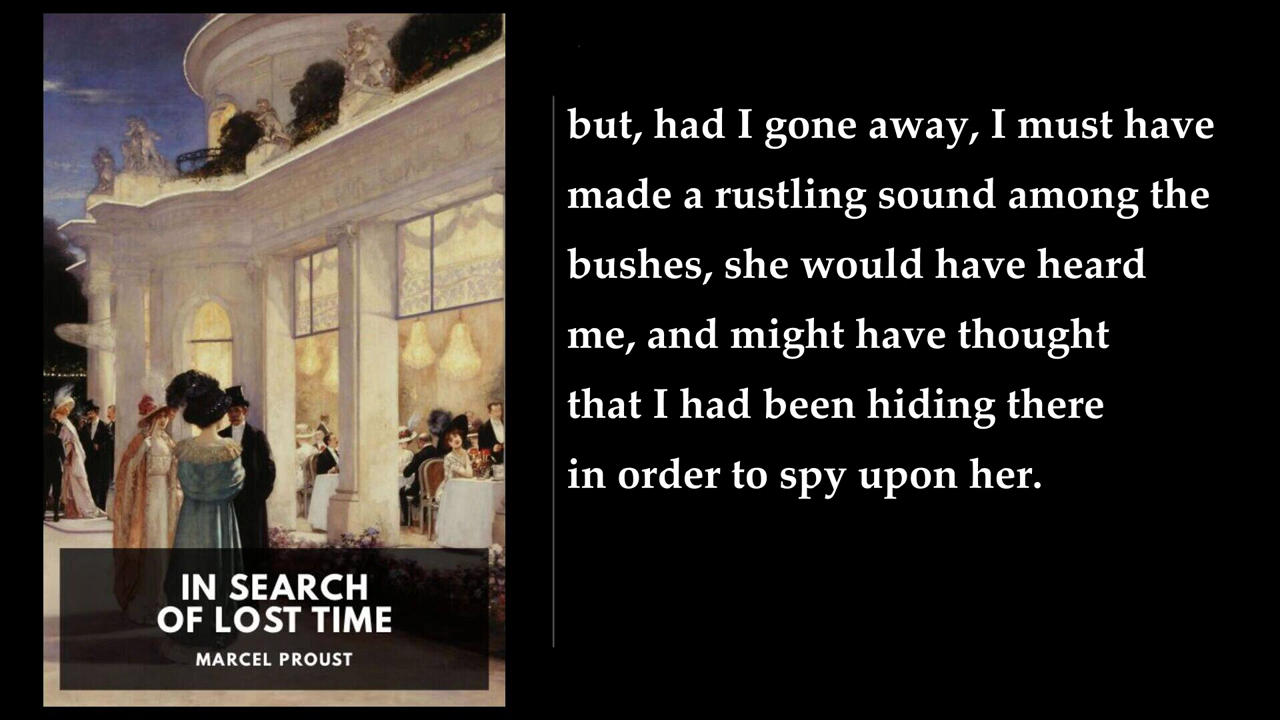 but, had I gone away, I must have
made a rustling sound among the
bushes, she would have heard
me, and might have thought
that I had been hiding there
in order to spy upon her.
IN SEARCH
OF LOST TIME
MARCEL PROUST